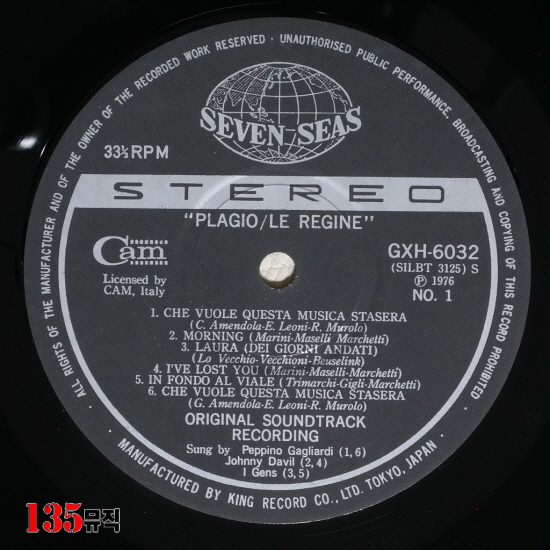 ALL RIGHTS OF THE MANUFACTURER AND OF THE OWNER OF THE RECORDED WORK RESERVED · UNAUTHORISED PUBLIC PERFORMANCE, BROADCASTING AND COPYING OF THIS RECORD PROHIBITED.
SEVEN SEAS
33⅓RPM
STEREO
"PLAGIO/LE REGINE"
Cam
GXH-6032
(SILBT 3125) S
Ⓟ 1976
NO. 1
Licensed by
CAM, Italy
1. CHE VUOLE QUESTA MUSICA STASERA
(C. Amendola-E. Leoni-R. Murolo)
2. MORNING (Marini-Maselli Marchetti)
3. LAURA (DEI GIORNI ANDATI)
(Lo Vecchio-Vecchioni-Bruselink)
4. I'VE LOST YOU (Marini-Maselli-Marchetti)
5. IN FONDO AL VIALE (Trimarchi-Gigli-Marchetti)
6. CHE VUOLE QUESTA MUSICA STASERA
(G. Amendola-E. Leoni-R. Murolo)
ORIGINAL SOUNDTRACK
RECORDING
Sung by Peppino Gagliardi (1, 6)
Johnny Davil (2, 4)
I Gens (3, 5)
· MANUFACTURED BY KING RECORD CO., LTD. TOKYO, JAPAN ·
135뮤직